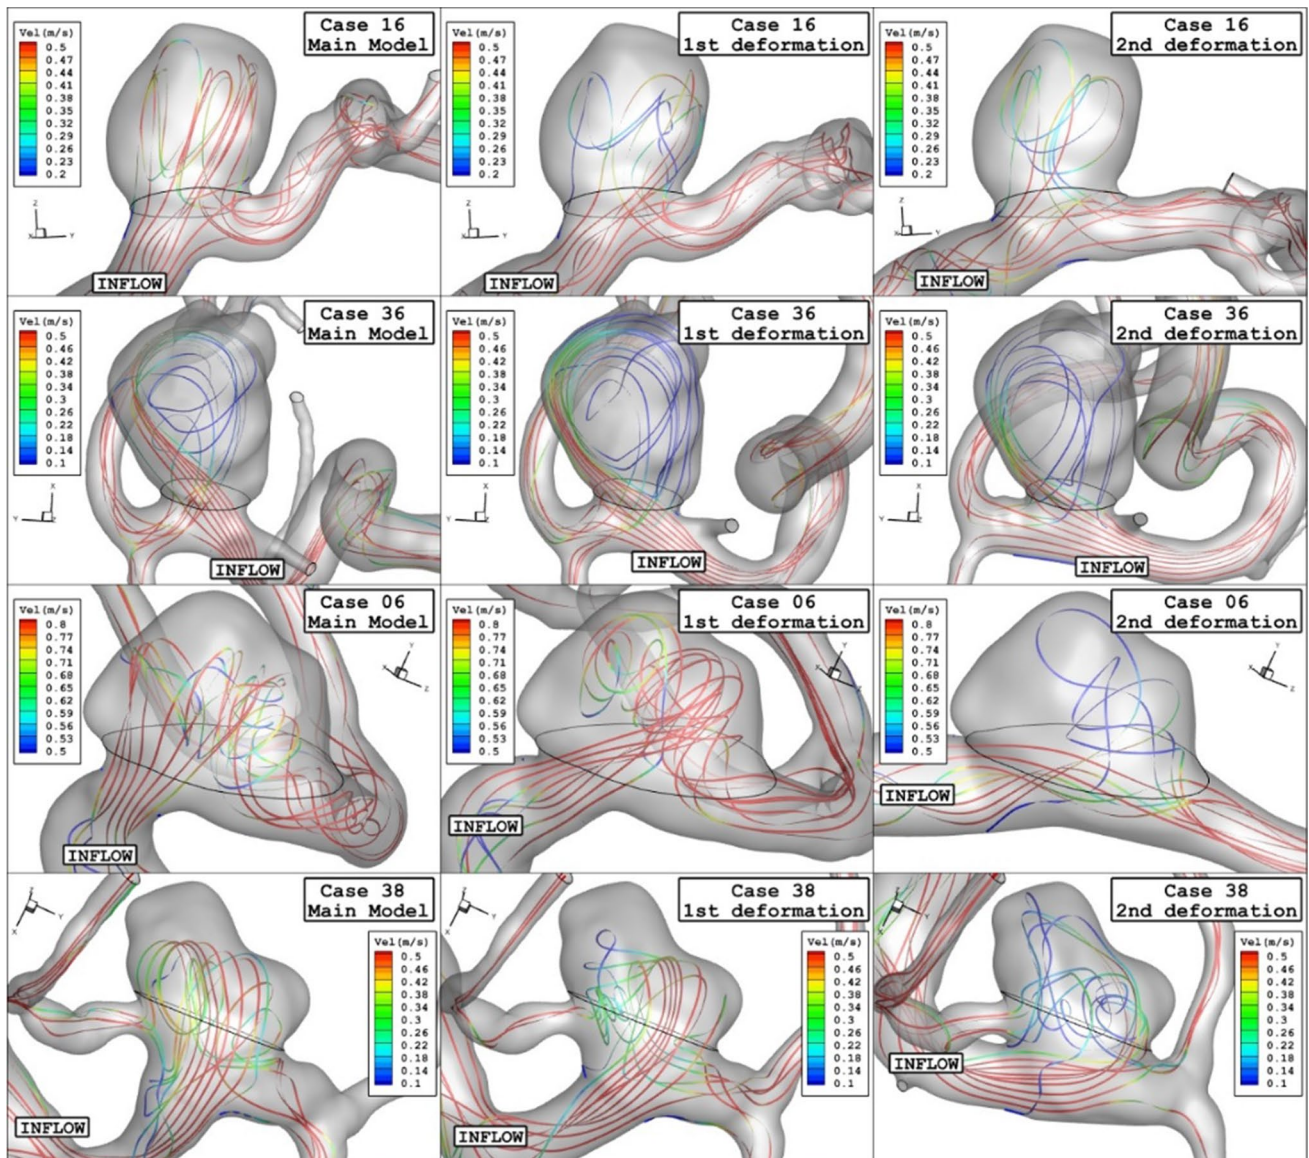 Case 16
Main Model
Vel(m/s)
0.5
0.47
0.44
0.41
0.38
0.35
0.32
0.29
0.26
0.23
0.2
Z
X
Y
INFLOW
Case 16
1st deformation
Vel(m/s)
0.5
0.47
0.44
0.41
0.38
0.35
0.32
0.29
0.26
0.23
0.2
Z
X
Y
INFLOW
Case 16
2nd deformation
Vel(m/s)
0.5
0.47
0.44
0.41
0.38
0.35
0.32
0.29
0.26
0.23
0.2
Z
X
Y
INFLOW
Case 36
Main Model
Vel(m/s)
0.5
0.46
0.42
0.38
0.34
0.3
0.26
0.22
0.18
0.14
0.1
X
Y
Z
INFLOW
Case 36
1st deformation
Vel(m/s)
0.5
0.46
0.42
0.38
0.34
0.3
0.26
0.22
0.18
0.14
0.1
X
Y
Z
INFLOW
Case 36
2nd deformation
Vel(m/s)
0.5
0.46
0.42
0.38
0.34
0.3
0.26
0.22
0.18
0.14
0.1
X
Y
Z
INFLOW
Case 06
Main Model
Vel(m/s)
0.8
0.77
0.74
0.71
0.68
0.65
0.62
0.59
0.56
0.53
0.5
Y
X
Z
INFLOW
Case 06
1st deformation
Vel(m/s)
0.8
0.77
0.74
0.71
0.68
0.65
0.62
0.59
0.56
0.53
0.5
Y
X
Z
INFLOW
Case 06
2nd deformation
Vel(m/s)
0.8
0.77
0.74
0.71
0.68
0.65
0.62
0.59
0.56
0.53
0.5
Y
X
Z
INFLOW
Case 38
Main Model
Z
Y
X
Vel(m/s)
0.5
0.46
0.42
0.38
0.34
0.3
0.26
0.22
0.18
0.14
0.1
INFLOW
Case 38
1st deformation
Z
Y
X
Vel(m/s)
0.5
0.46
0.42
0.38
0.34
0.3
0.26
0.22
0.18
0.14
0.1
INFLOW
Case 38
2nd deformation
Y
Vel(m/s)
0.5
0.46
0.42
0.38
0.34
0.3
0.26
0.22
0.18
0.14
0.1
INFLOW